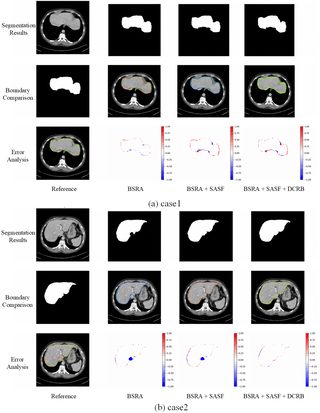 Segmentation
Results
Boundary
Comparison
Error
Analysis
Reference
BSRA
BSRA + SASF
BSRA + SASF + DCRB
(a) case1
Segmentation
Results
Boundary
Comparison
Error
Analysis
Reference
BSRA
BSRA + SASF
BSRA + SASF + DCRB
(b) case2